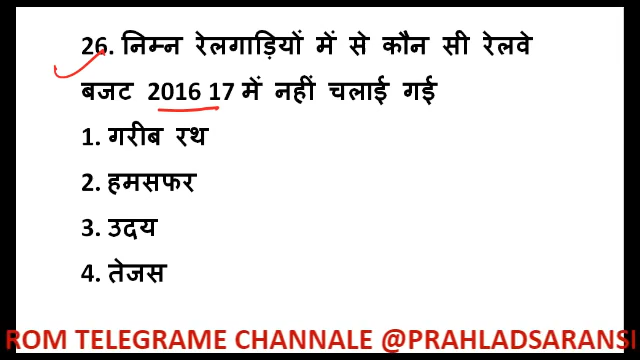 26. निम्न रेलगाड़ियों में से कौन सी रेलवे
बजट 2016 17 में नहीं चलाई गई
1. गरीब रथ
2. हमसफर
3. उदय
4. तेजस
ROM TELEGRAME CHANNALE @PRAHLADSARANSI